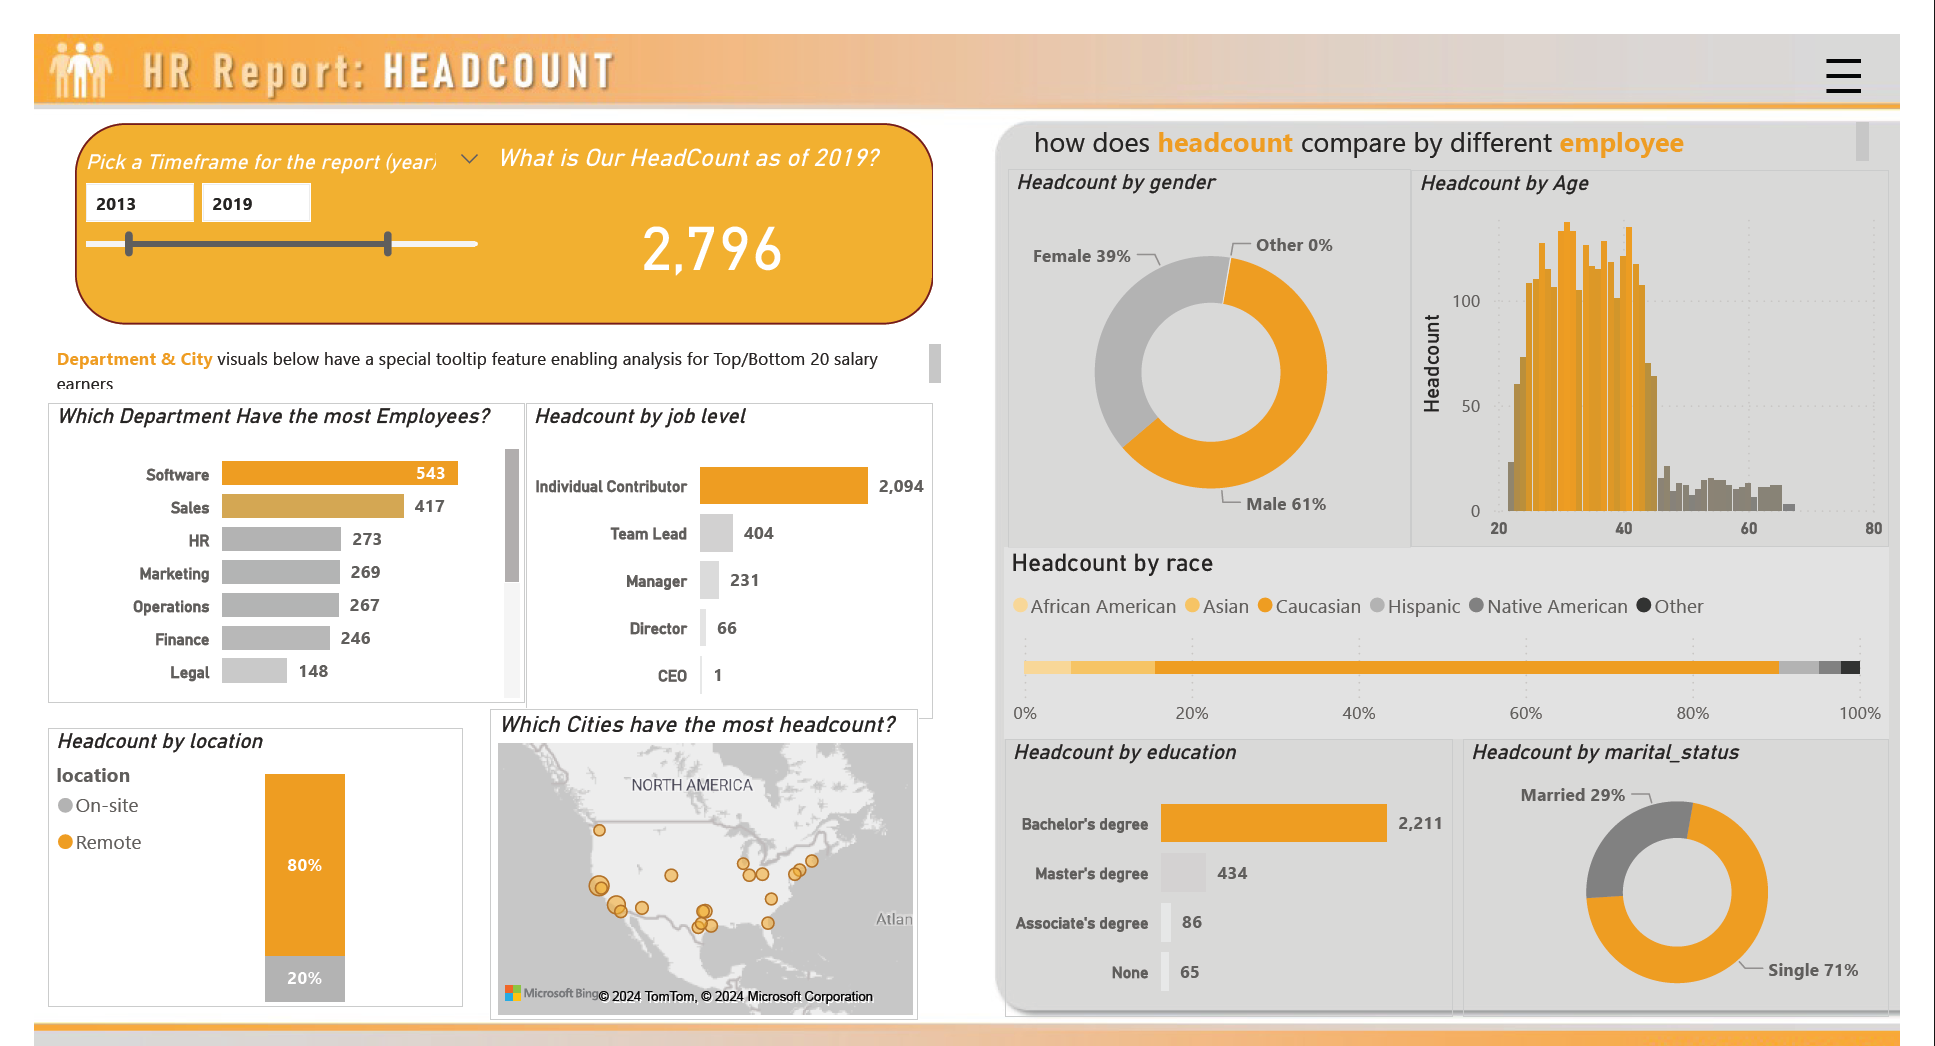 HR Report: HEADCOUNT
Pick a Timeframe for the report (year)
2013
2019
What is Our HeadCount as of 2019?
2,796
Department & City visuals below have a special tooltip feature enabling analysis for Top/Bottom 20 salary
earners
Which Department Have the most Employees?
Software 543
Sales 417
HR 273
Marketing 269
Operations 267
Finance 246
Legal 148
Headcount by job level
Individual Contributor 2,094
Team Lead 404
Manager 231
Director 66
CEO 1
Headcount by location
location
On-site
Remote
80%
20%
Which Cities have the most headcount?
NORTH AMERICA
Atlan
Microsoft Bing
© 2024 TomTom, © 2024 Microsoft Corporation
how does headcount compare by different employee
Headcount by gender
Female 39%
Other 0%
Male 61%
Headcount by Age
Headcount
100
50
0
20 40 60 80
Headcount by race
African American Asian Caucasian Hispanic Native American Other
0% 20% 40% 60% 80% 100%
Headcount by education
Bachelor's degree 2,211
Master's degree 434
Associate's degree 86
None 65
Headcount by marital_status
Married 29%
Single 71%